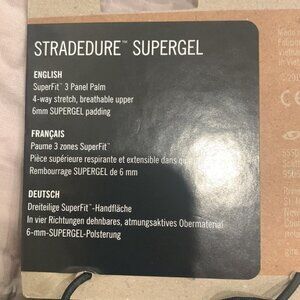 STRADEDURE™ SUPERGEL
ENGLISH
SuperFit™ 3 Panel Palm
4-way stretch, breathable upper
6mm SUPERGEL padding
FRANÇAIS
Paume 3 zones SuperFit™
Pièce supérieure respirante et extensible dans
Rembourrage SUPERGEL de 6 mm
DEUTSCH
Dreiteilige SuperFit™-Handfläche
In vier Richtungen dehnbares, atmungsaktives Obermaterial
6-mm-SUPERGEL-Polsterung
Made